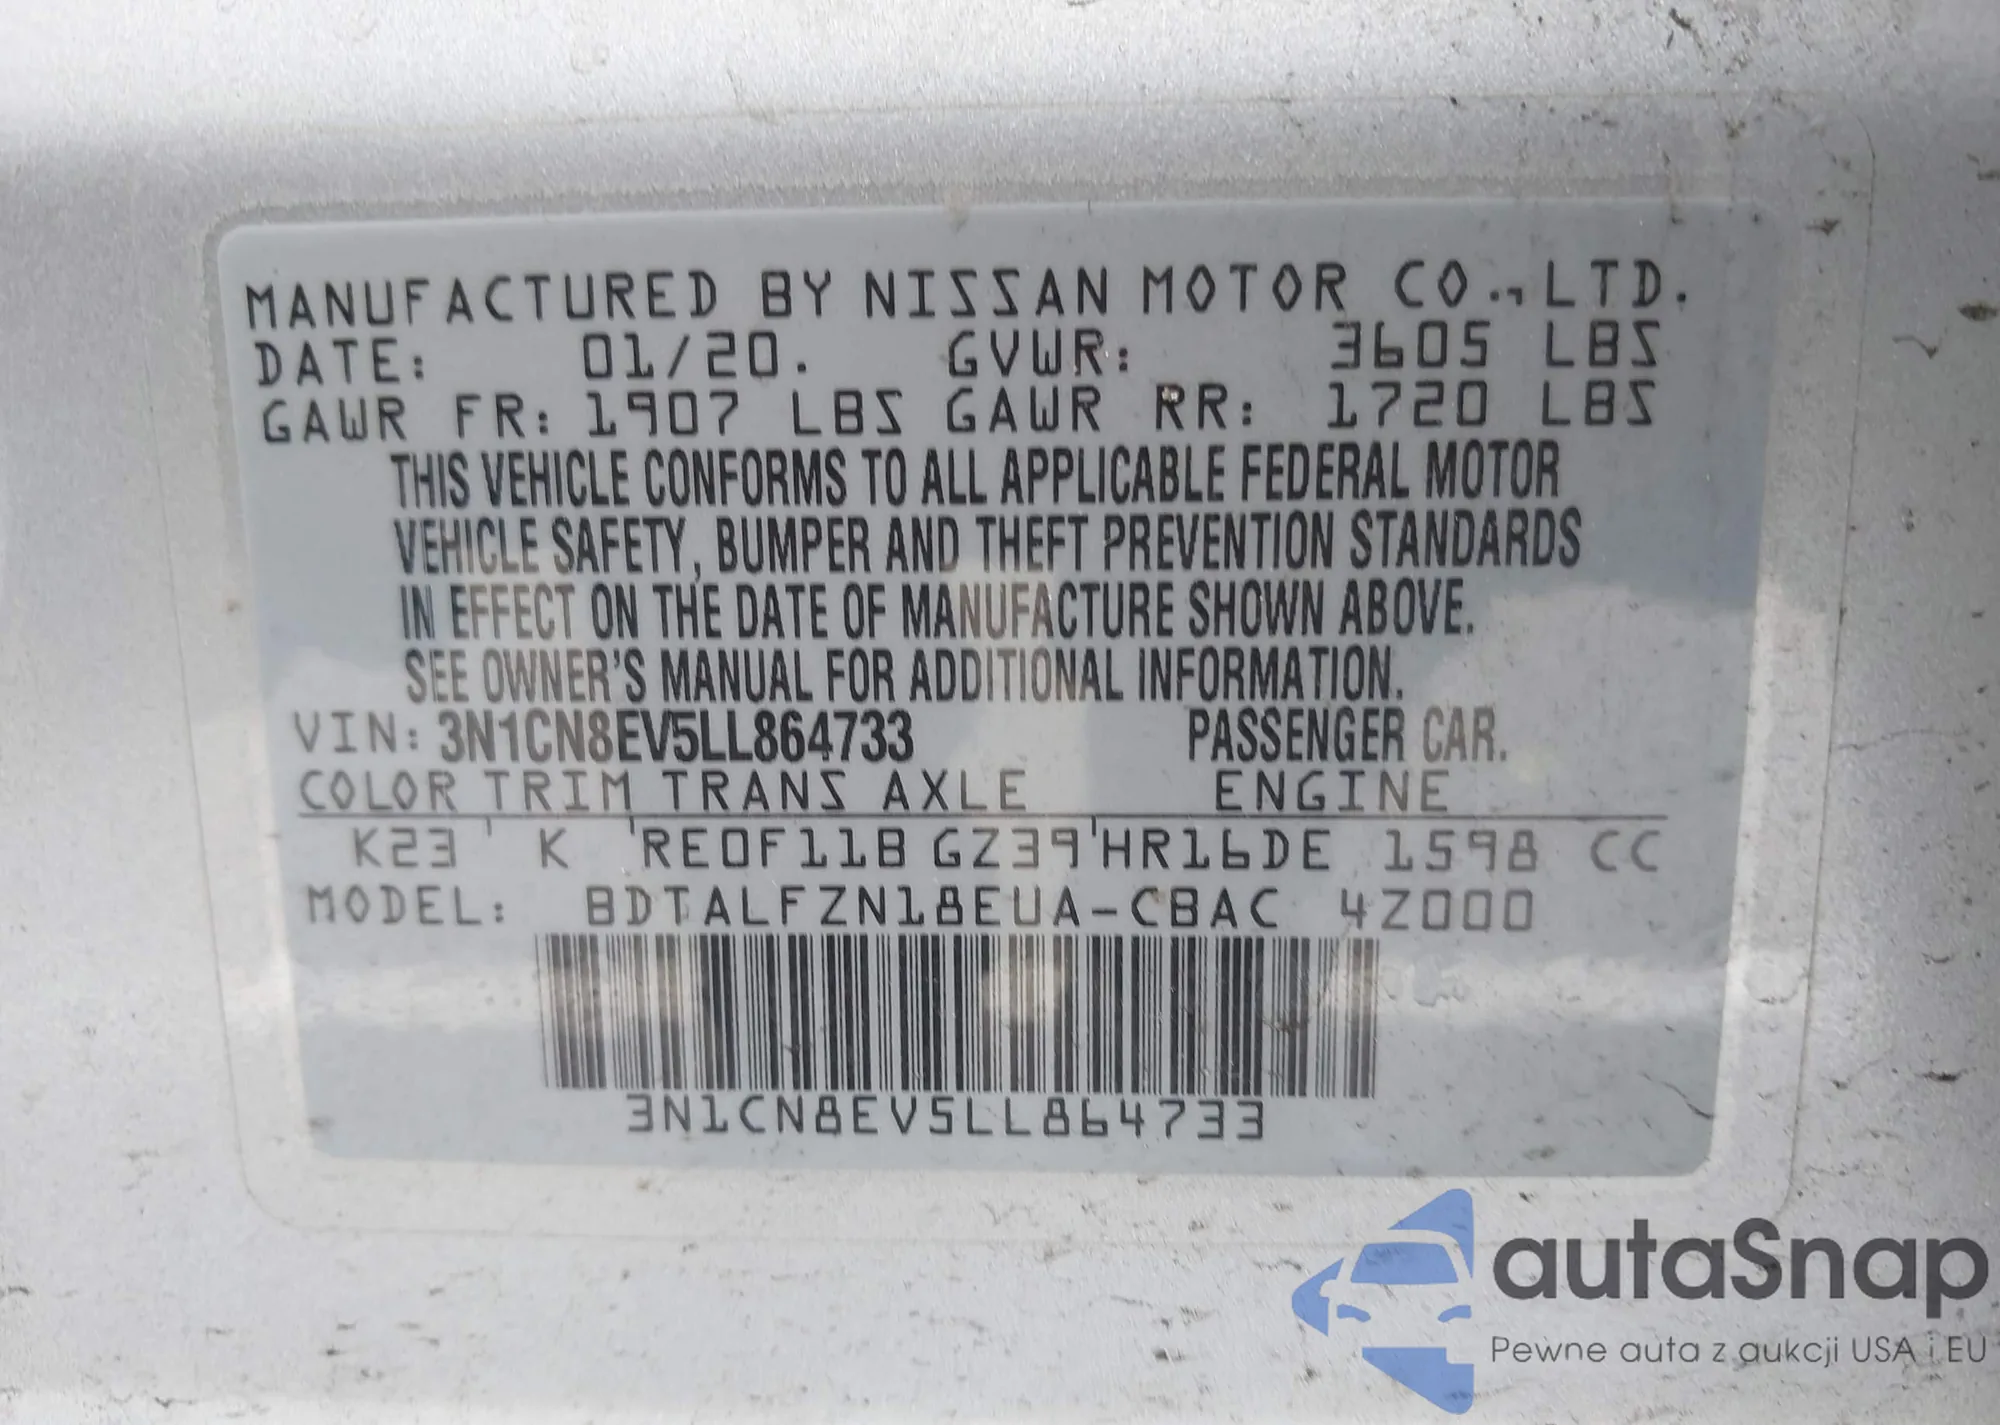 MANUFACTURED BY NISSAN MOTOR CO., LTD.
DATE: 01/20. GVWR: 3605 LBS
GAWR FR: 1907 LBS GAWR RR: 1720 LBS
THIS VEHICLE CONFORMS TO ALL APPLICABLE FEDERAL MOTOR
VEHICLE SAFETY, BUMPER AND THEFT PREVENTION STANDARDS
IN EFFECT ON THE DATE OF MANUFACTURE SHOWN ABOVE.
SEE OWNER'S MANUAL FOR ADDITIONAL INFORMATION.
VIN: 3N1CN8EV5LL864733 PASSENGER CAR.
COLOR TRIM TRANS AXLE ENGINE
K23 ' K 'RE0F11B GZ39'HR16DE 1598 CC
MODEL: BDTALFZN18EUA-CBAC 4Z000
3N1CN8EV5LL864733
autaSnap
Pewne auta z aukcji USA i EU